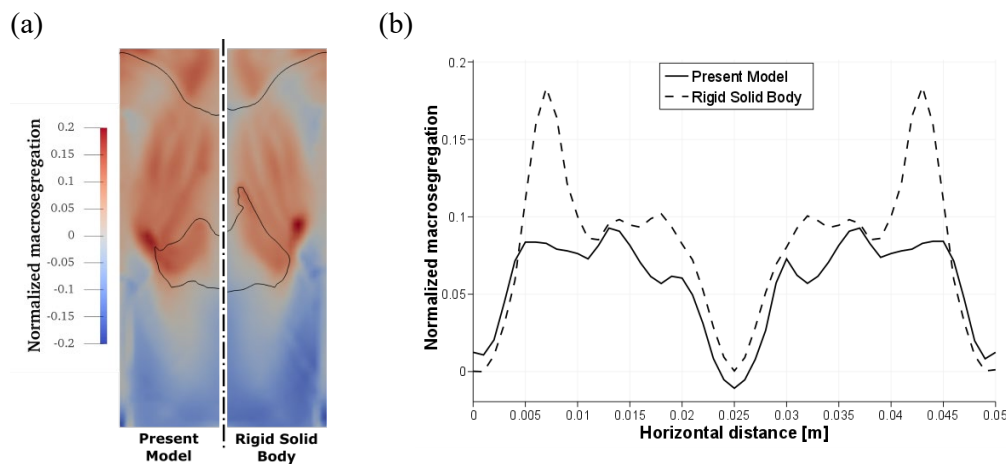 (a)
Normalized macrosegregation
0.2
0.15
0.1
0.05
0
-0.05
-0.1
-0.15
-0.2
Present
Model
Rigid Solid
Body
(b)
Normalized macrosegregation
0.2
0.15
0.1
0.05
0
Present Model
Rigid Solid Body
0 0.005 0.01 0.015 0.02 0.025 0.03 0.035 0.04 0.045 0.05
Horizontal distance [m]